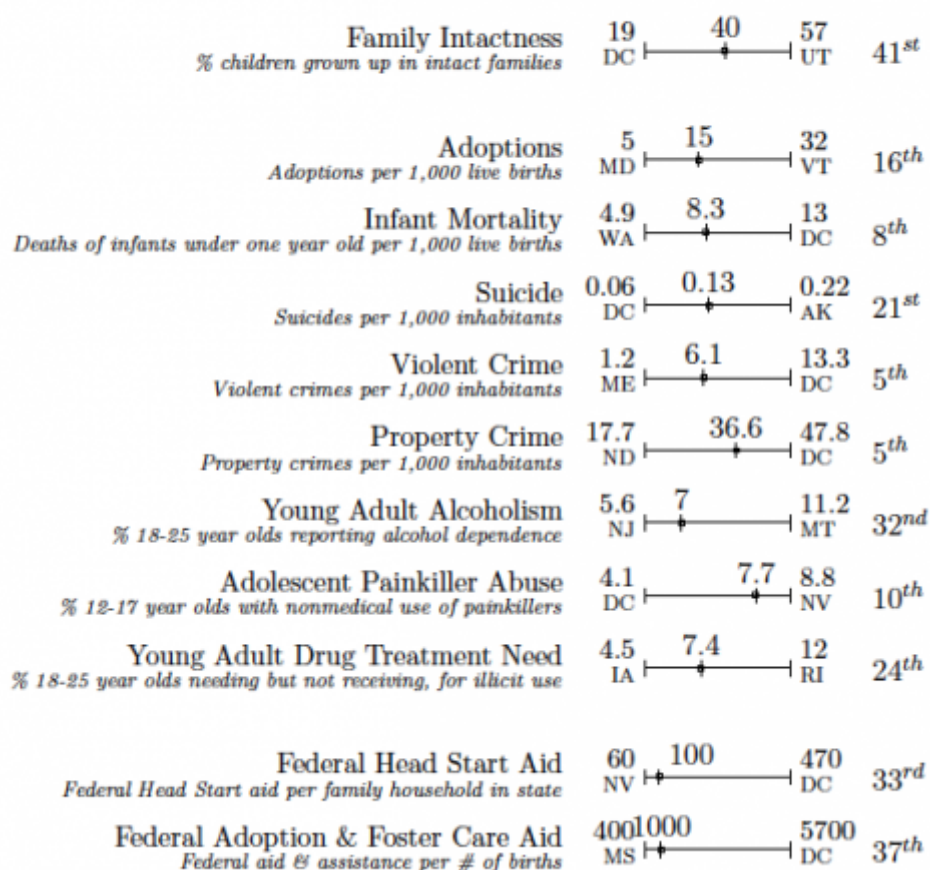 Family Intactness 19 40 57 41st
% children grown up in intact families DC UT
Adoptions 5 15 32 16th
Adoptions per 1,000 live births MD VT
Infant Mortality 4.9 8.3 13 8th
Deaths of infants under one year old per 1,000 live births WA DC
Suicide 0.06 0.13 0.22 21st
Suicides per 1,000 inhabitants DC AK
Violent Crime 1.2 6.1 13.3 5th
Violent crimes per 1,000 inhabitants ME DC
Property Crime 17.7 36.6 47.8 5th
Property crimes per 1,000 inhabitants ND DC
Young Adult Alcoholism 5.6 7 11.2 32nd
% 18-25 year olds reporting alcohol dependence NJ MT
Adolescent Painkiller Abuse 4.1 7.7 8.8 10th
% 12-17 year olds with nonmedical use of painkillers DC NV
Young Adult Drug Treatment Need 4.5 7.4 12 24th
% 18-25 year olds needing but not receiving, for illicit use IA RI
Federal Head Start Aid 60 100 470 33rd
Federal Head Start aid per family household in state NV DC
Federal Adoption & Foster Care Aid 400 1000 5700 37th
Federal aid & assistance per # of births MS DC